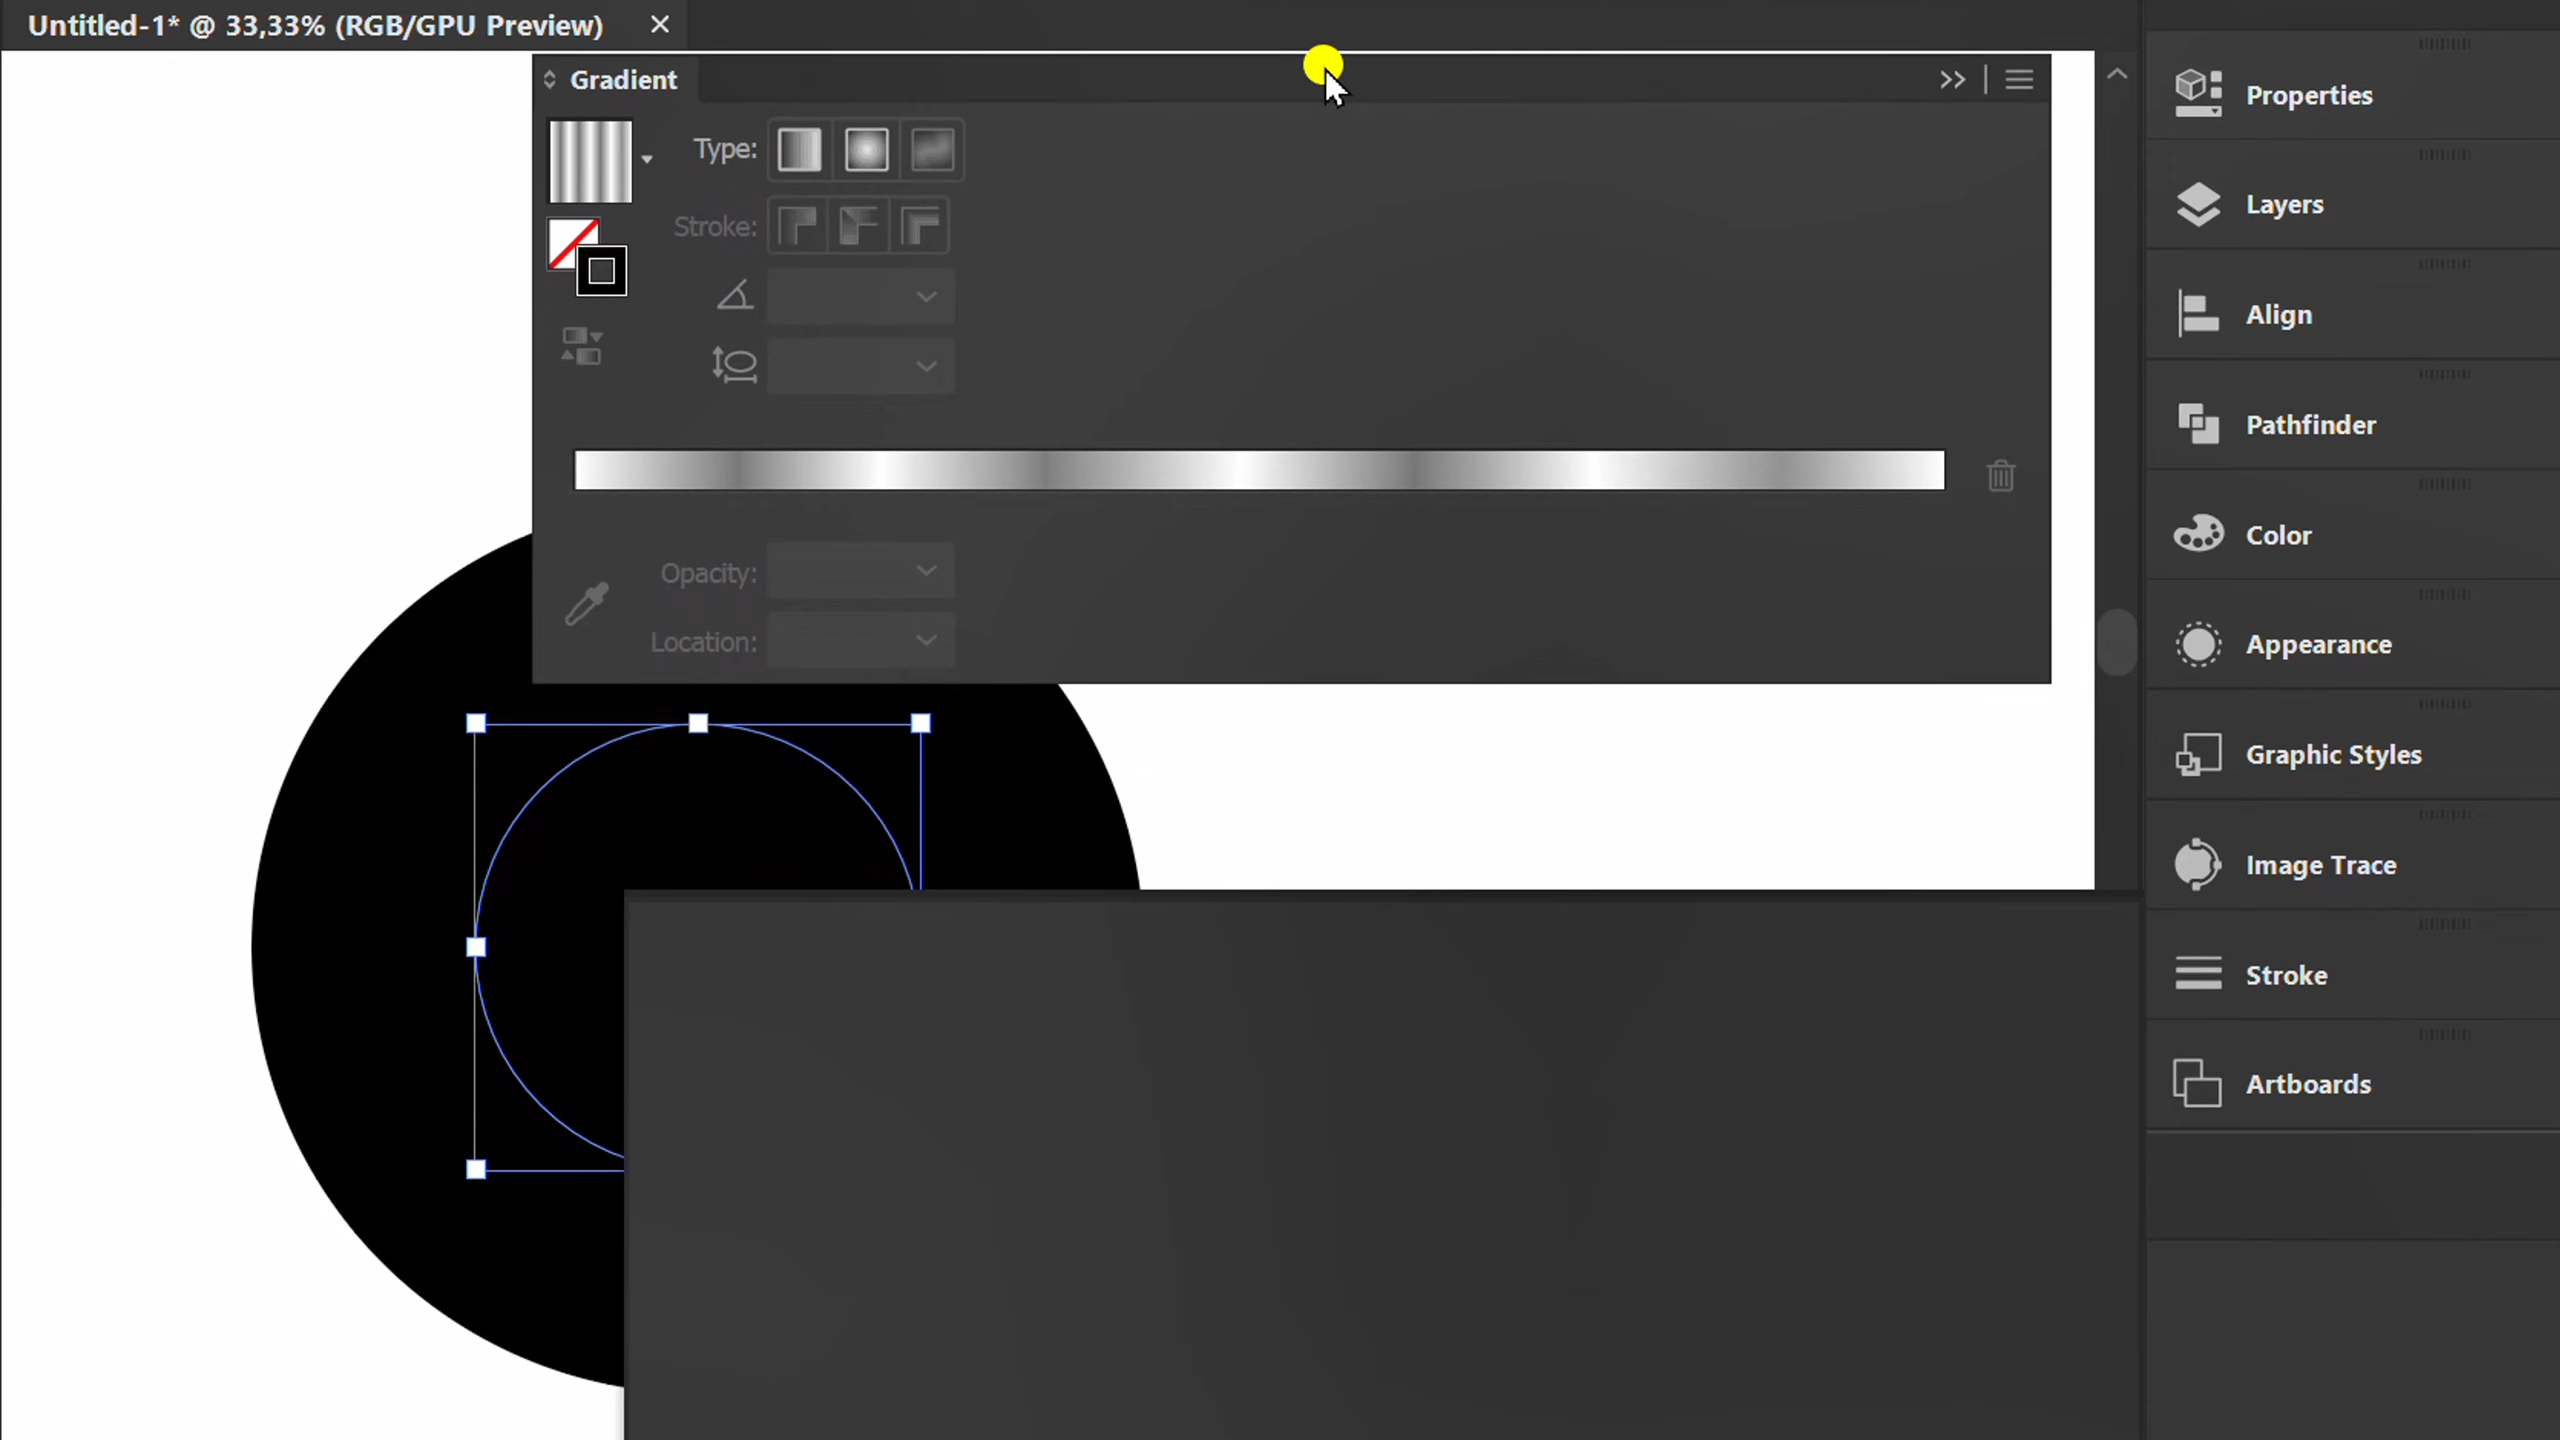 Untitled-1* @ 33,33% (RGB/GPU Preview)
Gradient
Type:
Stroke:
Opacity:
Location:
Properties
Layers
Align
Pathfinder
Color
Appearance
Graphic Styles
Image Trace
Stroke
Artboards